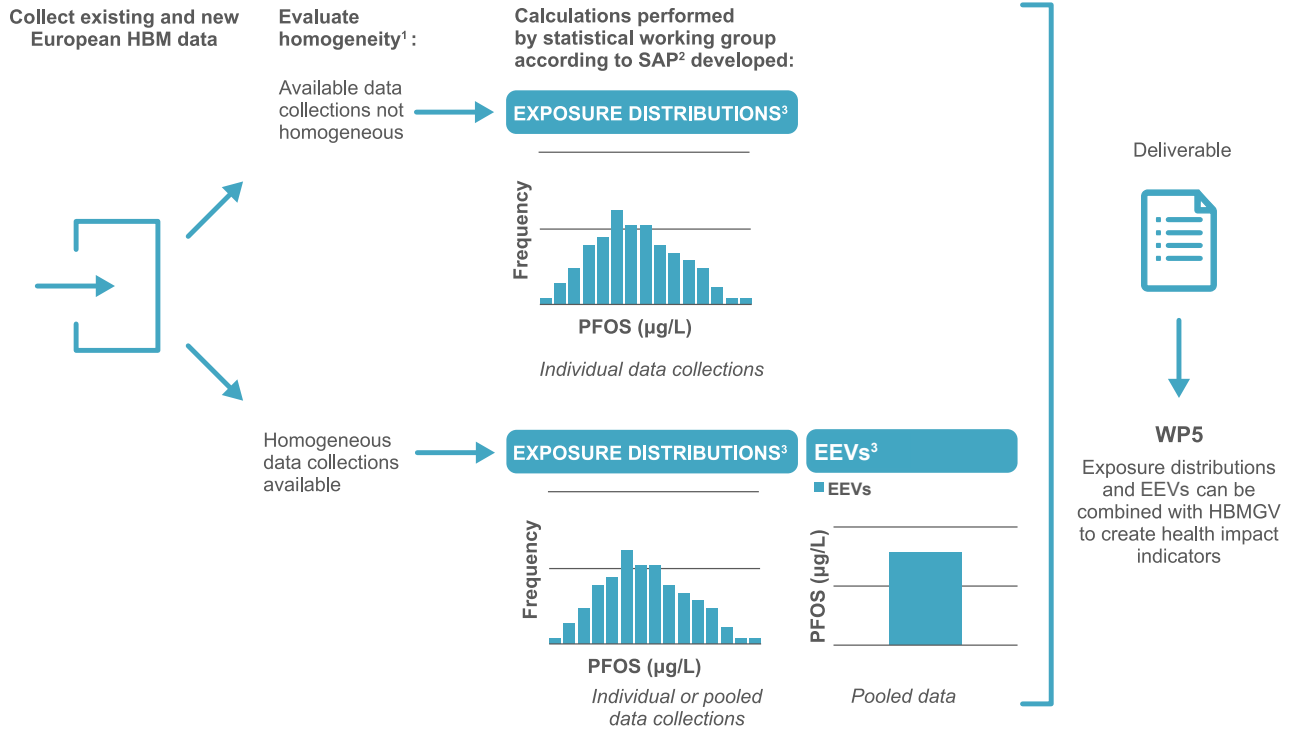 Collect existing and new
European HBM data
Evaluate
homogeneity¹ :
Calculations performed
by statistical working group
according to SAP² developed:
Available data
collections not
homogeneous
EXPOSURE DISTRIBUTIONS³
Frequency
PFOS (µg/L)
Individual data collections
Homogeneous
data collections
available
EXPOSURE DISTRIBUTIONS³
Frequency
PFOS (µg/L)
Individual or pooled
data collections
EEVs³
EEVs
PFOS (µg/L)
Pooled data
Deliverable
WP5
Exposure distributions
and EEVs can be
combined with HBMGV
to create health impact
indicators